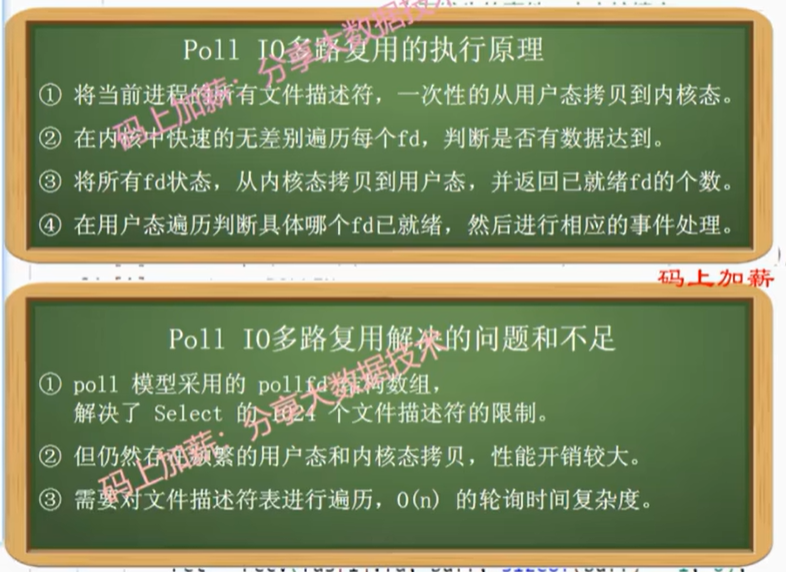 Poll IO多路复用的执行原理
① 将当前进程的所有文件描述符，一次性的从用户态拷贝到内核态。
② 在内核中快速的无差别遍历每个fd，判断是否有数据达到。
③ 将所有fd状态，从内核态拷贝到用户态，并返回已就绪fd的个数。
④ 在用户态遍历判断具体哪个fd已就绪，然后进行相应的事件处理。
码上加薪：分享大数据技术
码上加薪
Poll IO多路复用解决的问题和不足
① poll 模型采用的 pollfd 结构数组，
解决了 Select 的 1024 个文件描述符的限制。
② 但仍然存在频繁的用户态和内核态拷贝，性能开销较大。
③ 需要对文件描述符表进行遍历，O(n) 的轮询时间复杂度。
码上加薪：分享大数据技术